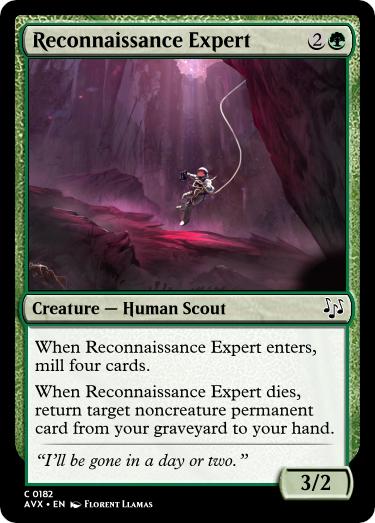 Reconnaissance Expert 2
Creature — Human Scout
When Reconnaissance Expert enters,
mill four cards.
When Reconnaissance Expert dies,
return target noncreature permanent
card from your graveyard to your hand.
“I'll be gone in a day or two.”
3/2
C 0182
AVX • EN Florent Llamas